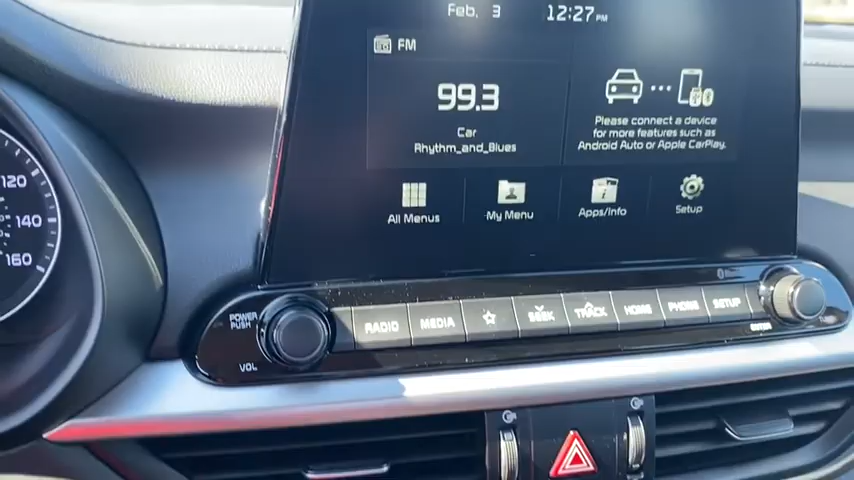 Feb, 3 12:27PM
FM
99.3
Car
Rhythm_and_Blues
Please connect a device
for more features such as
Android Auto or Apple CarPlay.
All Menus
My Menu
Apps/Info
Setup
120
140
160
POWER
PUSH
VOL
RADIO
MEDIA
SEEK
TRACK
HOME
PHONE
SETUP
ENTER